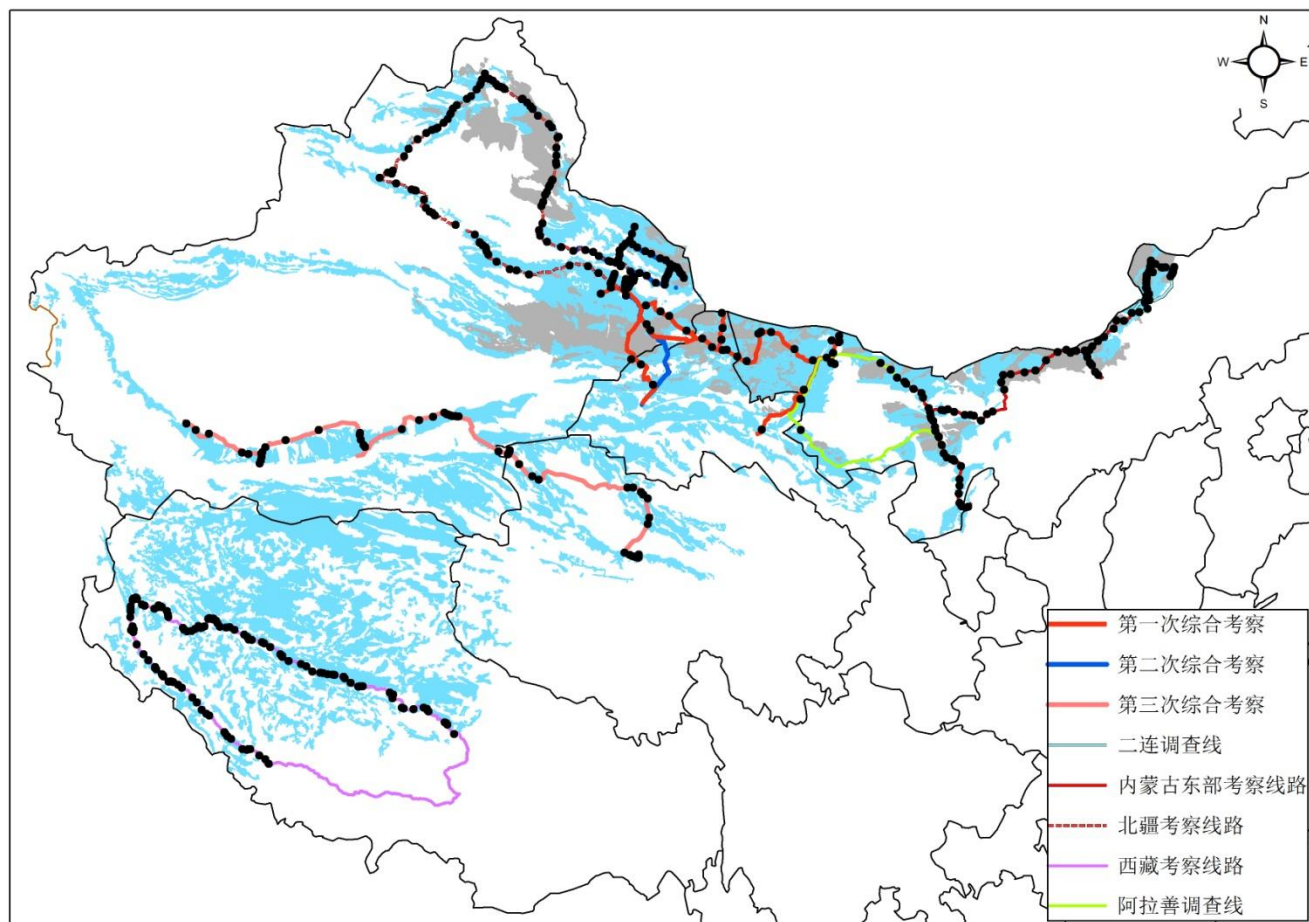 N
W E
S
第一次综合考察
第二次综合考察
第三次综合考察
二连调查线
内蒙古东部考察线路
北疆考察线路
西藏考察线路
阿拉善调查线